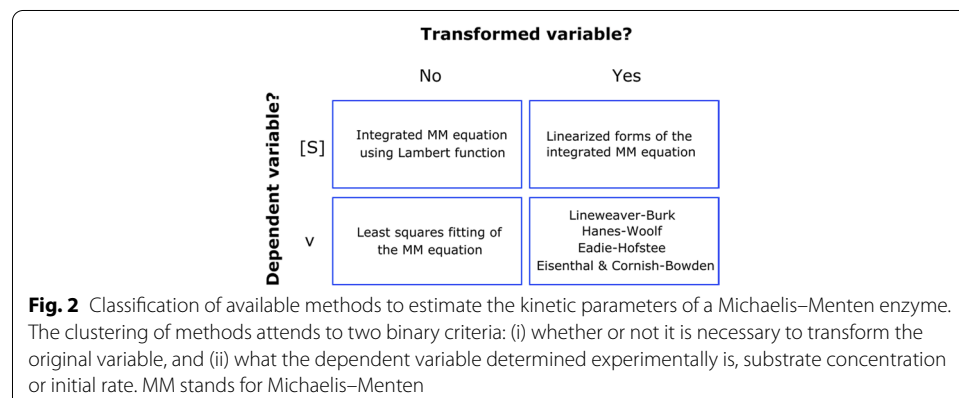 Transformed variable?
No Yes
Dependent variable?
[S]
Integrated MM equation
using Lambert function
Linearized forms of the
integrated MM equation
v
Least squares fitting of
the MM equation
Lineweaver-Burk
Hanes-Woolf
Eadie-Hofstee
Eisenthal & Cornish-Bowden
Fig. 2 Classification of available methods to estimate the kinetic parameters of a Michaelis–Menten enzyme.
The clustering of methods attends to two binary criteria: (i) whether or not it is necessary to transform the
original variable, and (ii) what the dependent variable determined experimentally is, substrate concentration
or initial rate. MM stands for Michaelis–Menten